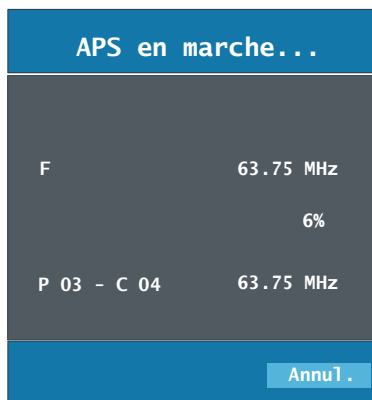 APS en marche...
F 63.75 MHz
6%
P 03 - C 04 63.75 MHz
Annul.